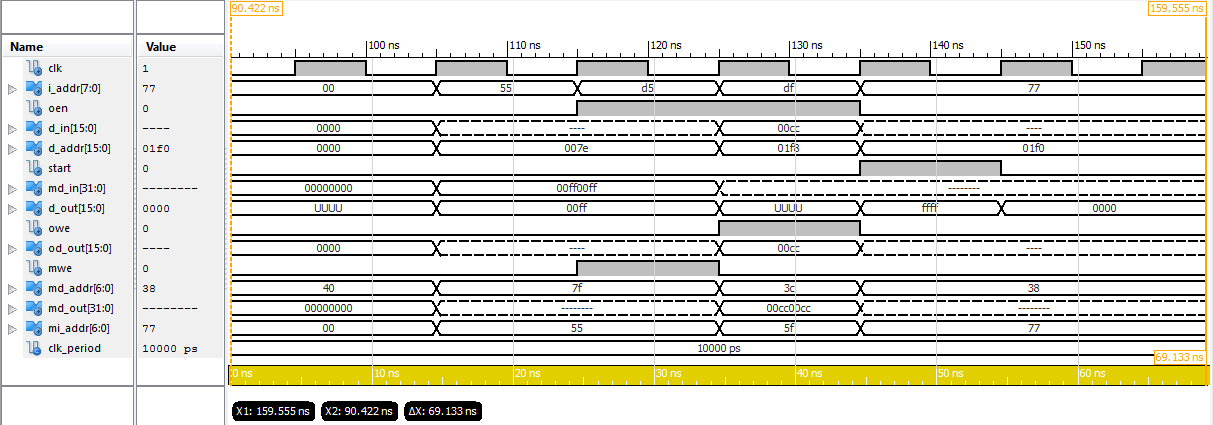 90.422 ns 159.555 ns
Name Value 100 ns 110 ns 120 ns 130 ns 140 ns 150 ns
clk 1
i_addr[7:0] 77 00 55 d5 df 77
oen 0
d_in[15:0] ---- 0000 ---- 00cc ----
d_addr[15:0] 01f0 0000 007e 01f8 01f0
start 0
md_in[31:0] -------- 00000000 00ff00ff --------
d_out[15:0] 0000 UUUU 00ff UUUU ffff 0000
owe 0
od_out[15:0] ---- 0000 ---- 00cc ----
mwe 0
md_addr[6:0] 38 40 7f 3c 38
md_out[31:0] -------- 00000000 -------- 00cc00cc --------
mi_addr[6:0] 77 00 55 5f 77
clk_period 10000 ps 10000 ps
69.133 ns
0 ns 10 ns 20 ns 30 ns 40 ns 50 ns 60 ns
X1: 159.555 ns X2: 90.422 ns ΔX: 69.133 ns